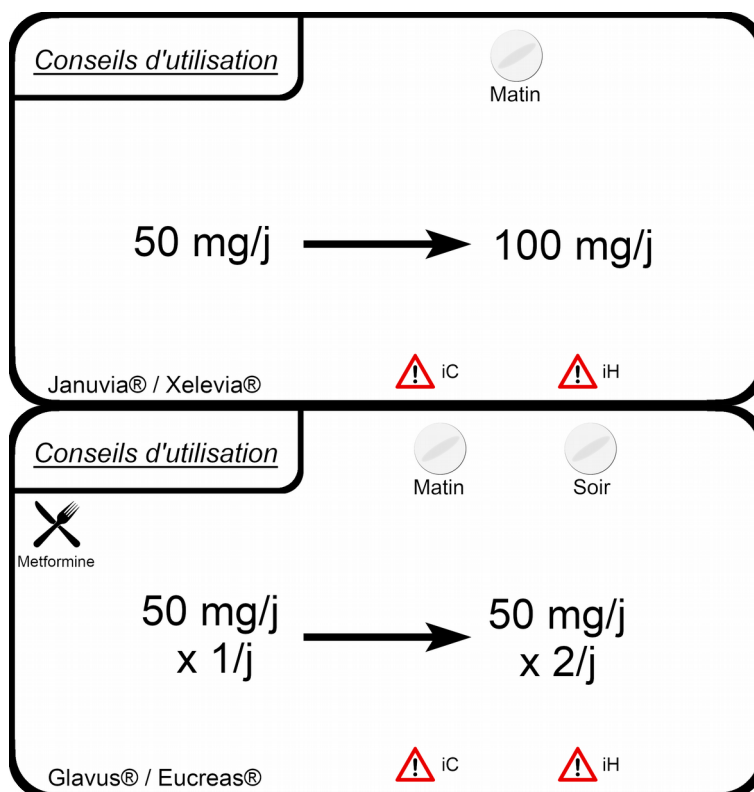 Conseils d'utilisation
Matin
50 mg/j
100 mg/j
iC
iH
Januvia® / Xelevia®
Conseils d'utilisation
Matin
Soir
Metformine
50 mg/j
x 1/j
50 mg/j
x 2/j
iC
iH
Glavus® / Eucreas®